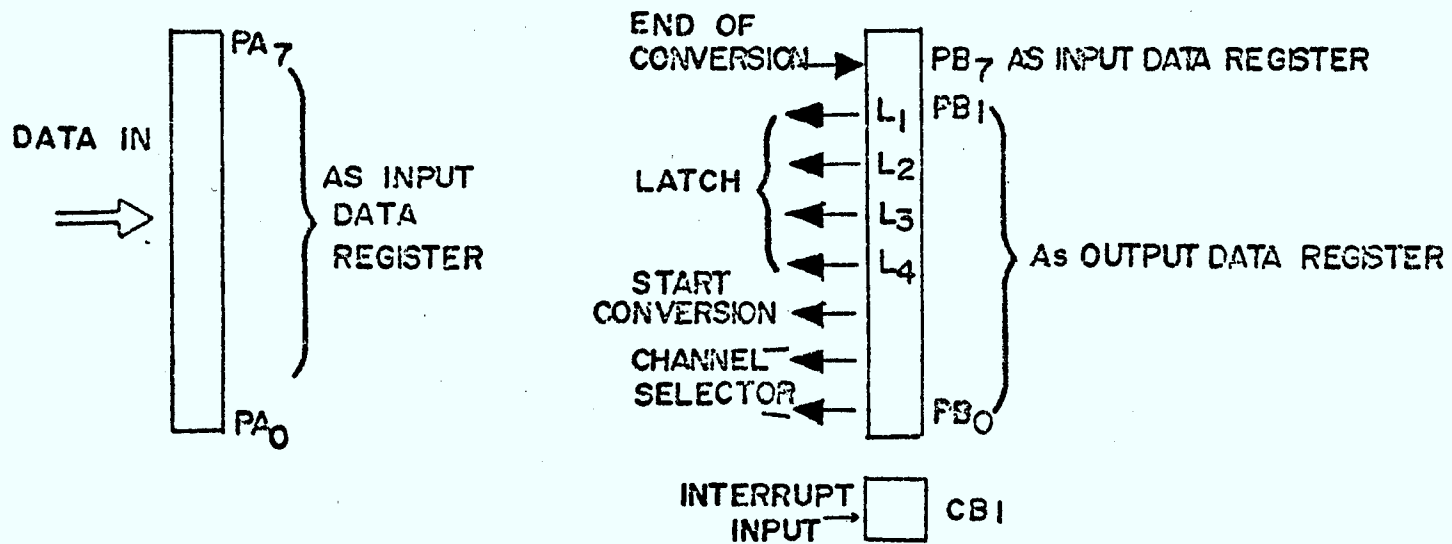 PA7
DATA IN
AS INPUT
DATA
REGISTER
PA0
END OF
CONVERSION
PB7 AS INPUT DATA REGISTER
L1 PB1
L2
LATCH
L3
L4
As OUTPUT DATA REGISTER
START
CONVERSION
CHANNEL
SELECTOR
PB0
INTERRUPT
INPUT
CB1